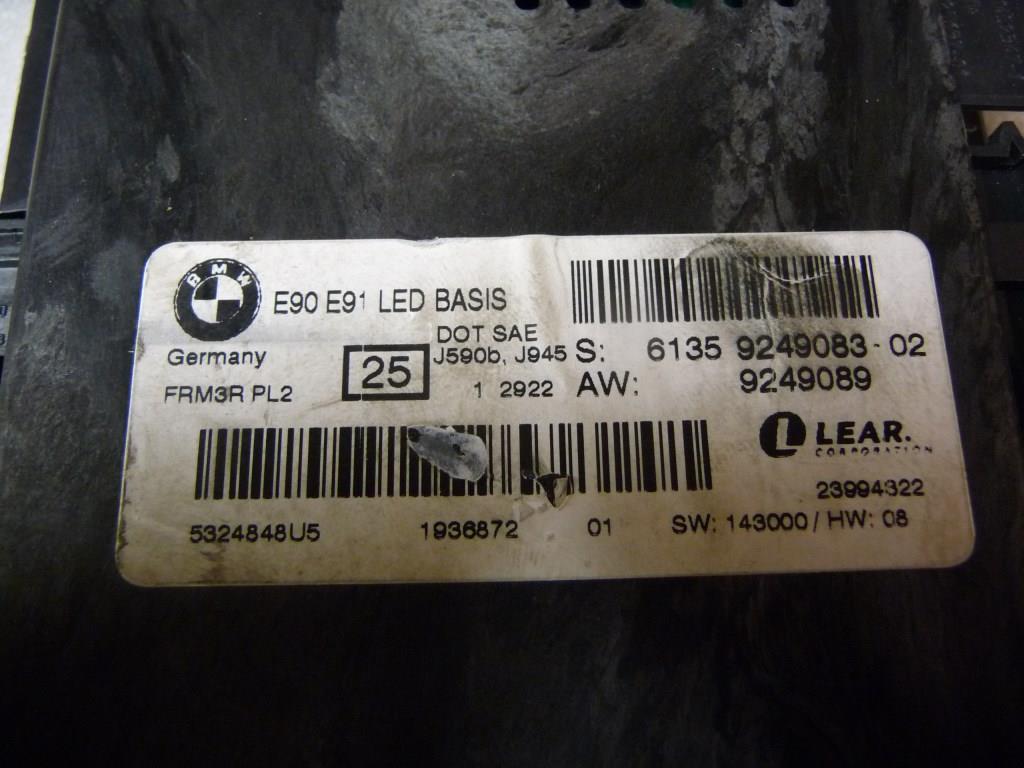 BMW
E90 E91 LED BASIS
DOT SAE
Germany 25 J590b, J945 S: 6135 9249083-02
FRM3R PL2 1 2922 AW: 9249089
LEAR.
CORPORATION
23994322
5324848U5 1936872 01 SW: 143000 / HW: 08